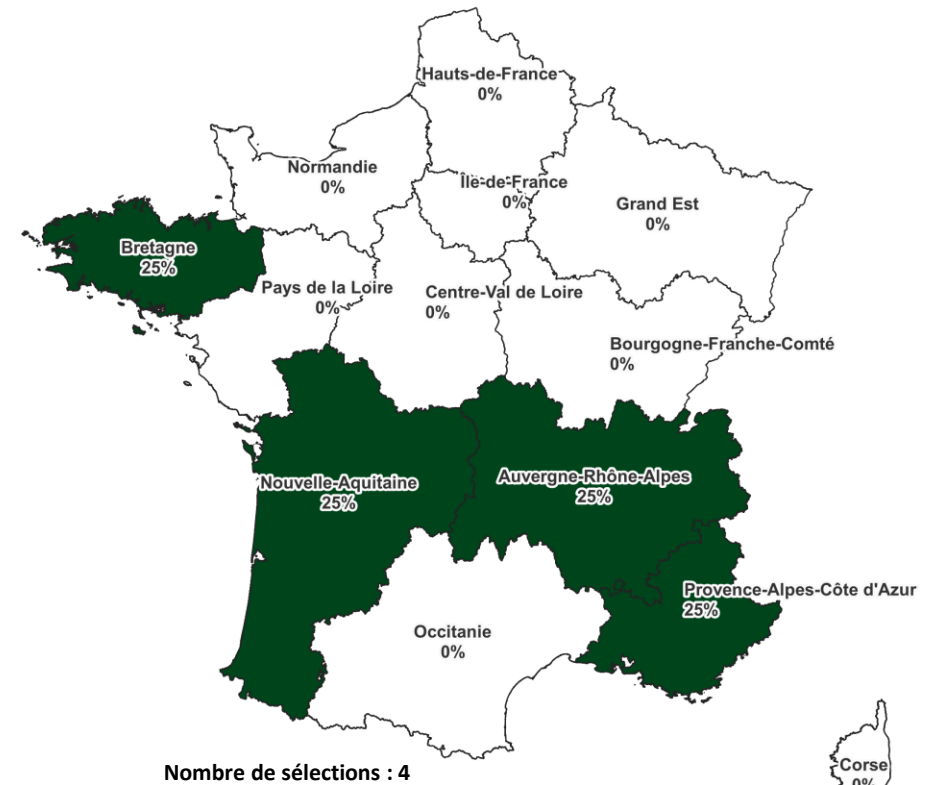 Hauts-de-France
0%
Normandie
0%
Île-de-France
0%
Grand Est
0%
Bretagne
25%
Pays de la Loire
0%
Centre-Val de Loire
0%
Bourgogne-Franche-Comté
0%
Nouvelle-Aquitaine
25%
Auvergne-Rhône-Alpes
25%
Provence-Alpes-Côte d'Azur
25%
Occitanie
0%
Corse
0%
Nombre de sélections : 4